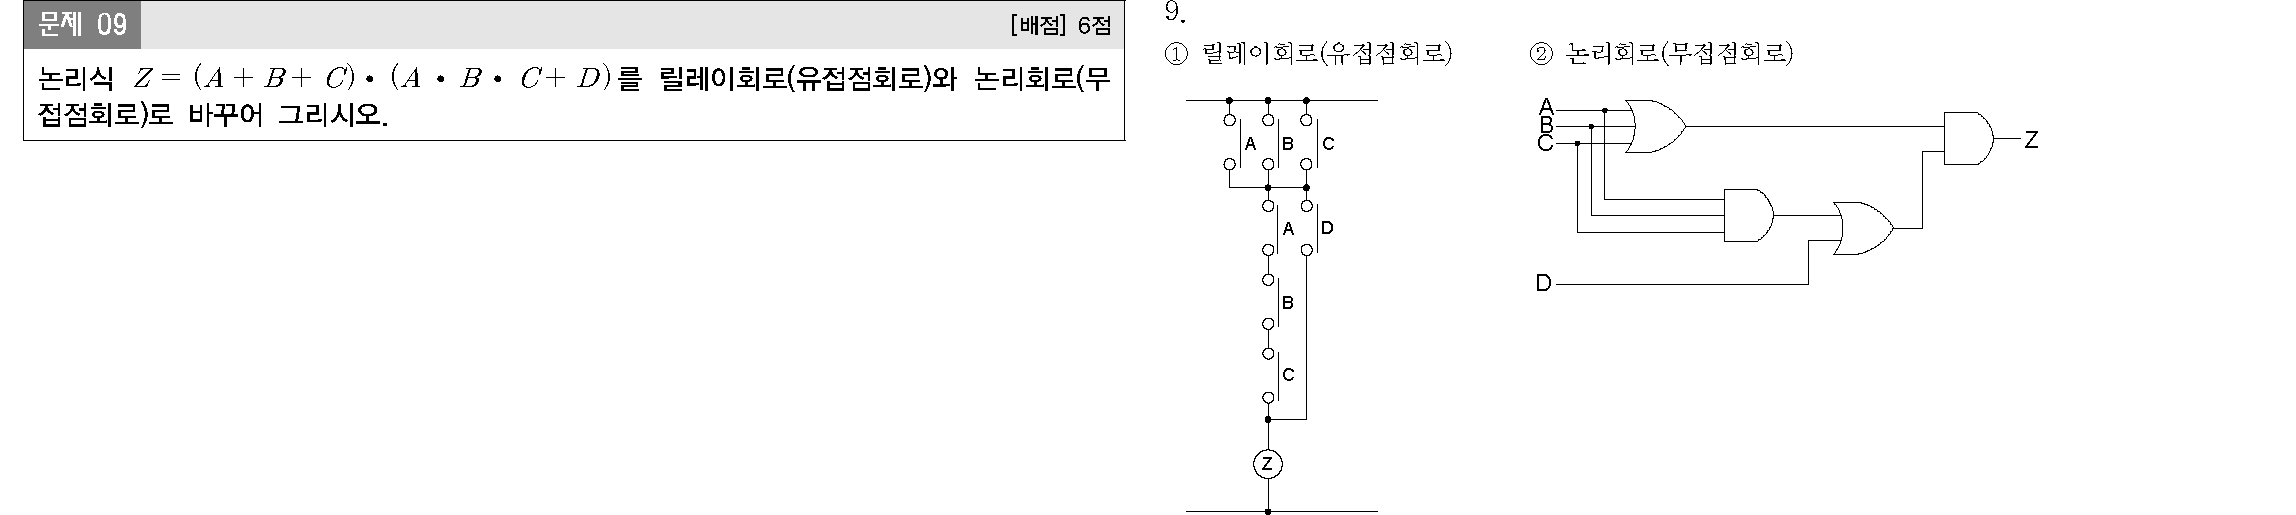 문제 09
[배점] 6점
논리식 Z = (A + B + C)• (A • B • C + D)를 릴레이회로(유접점회로)와 논리회로(무
접점회로)로 바꾸어 그리시오.
9.
① 릴레이회로(유접점회로)
A B C
A D
B
C
Z
② 논리회로(무접점회로)
A
B
C
Z
D